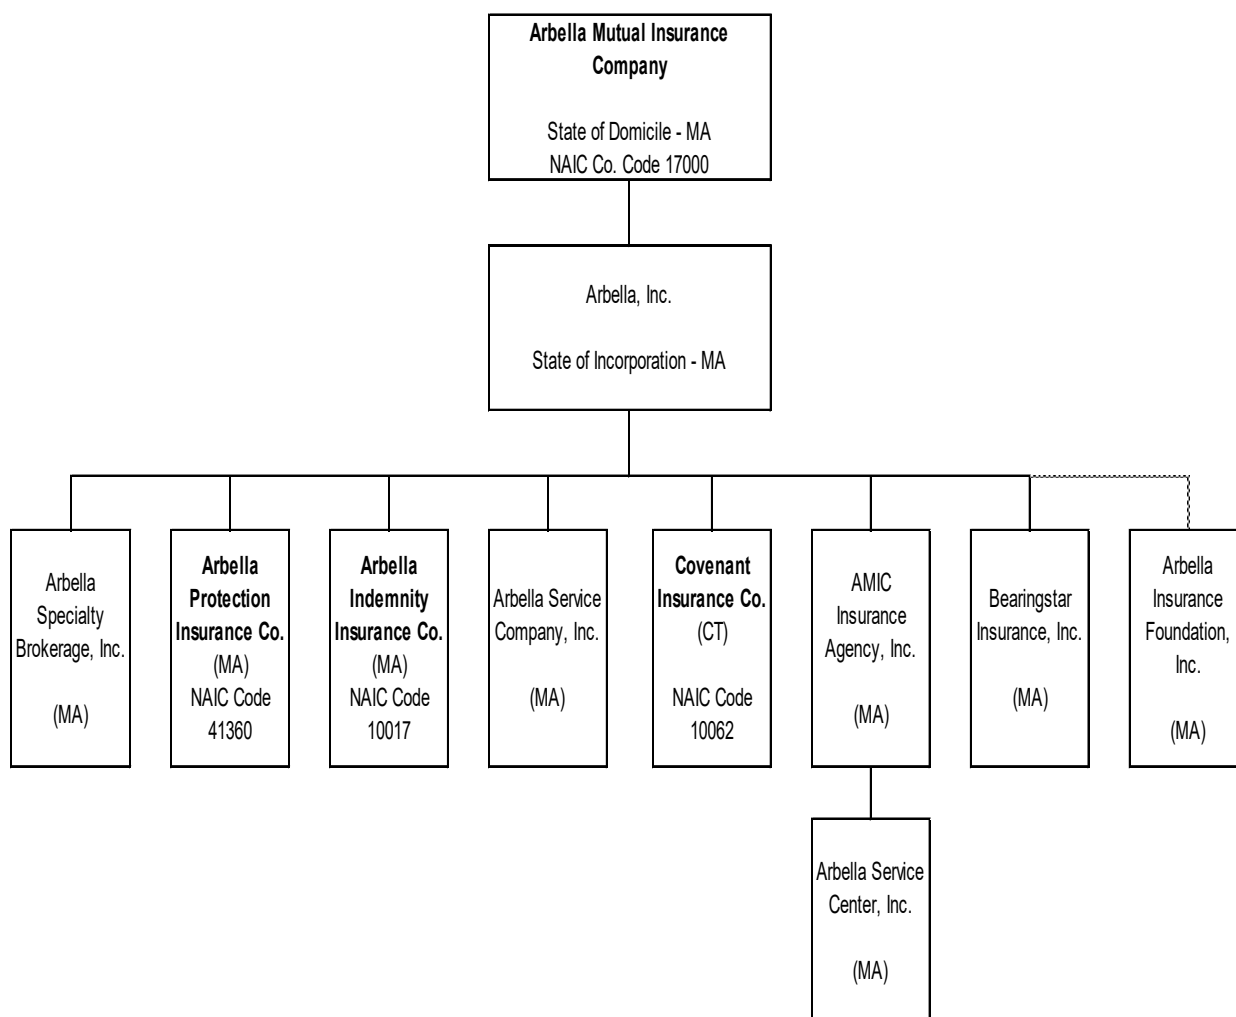 Arbella Mutual Insurance
Company
State of Domicile - MA
NAIC Co. Code 17000
Arbella, Inc.
State of Incorporation - MA
Arbella
Specialty
Brokerage, Inc.
(MA)
Arbella
Protection
Insurance Co.
(MA)
NAIC Code
41360
Arbella
Indemnity
Insurance Co.
(MA)
NAIC Code
10017
Arbella Service
Company, Inc.
(MA)
Covenant
Insurance Co.
(CT)
NAIC Code
10062
AMIC
Insurance
Agency, Inc.
(MA)
Bearingstar
Insurance, Inc.
(MA)
Arbella
Insurance
Foundation,
Inc.
(MA)
Arbella Service
Center, Inc.
(MA)